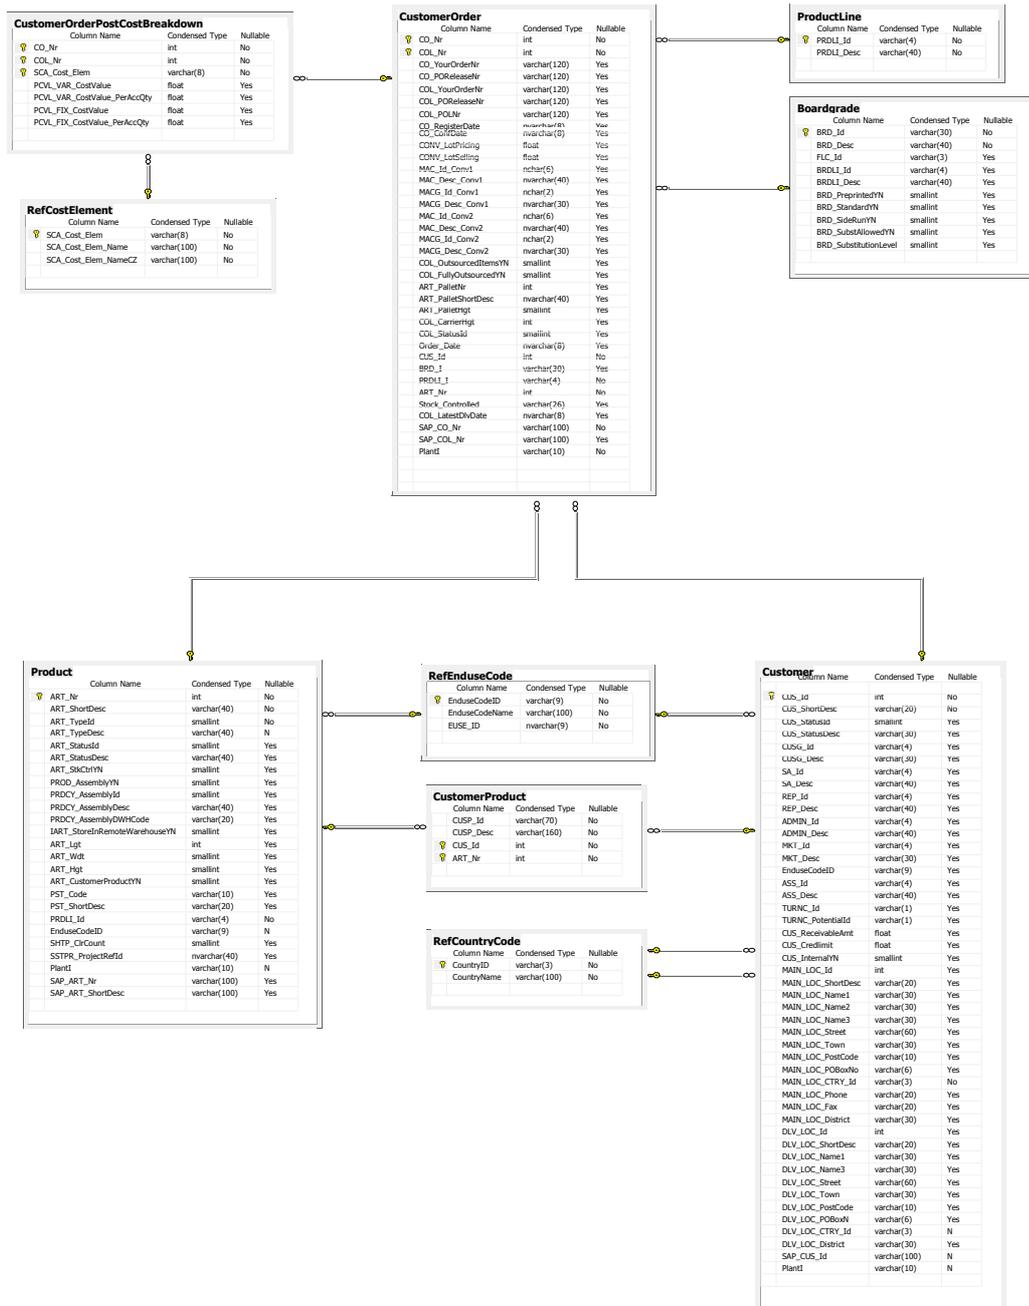 CustomerOrderPostCostBreakdown
Column Name Condensed Type Nullable
CO_Nr int No
COL_Nr int No
SCA_Cost_Elem varchar(8) No
PCVL_VAR_CostValue float Yes
PCVL_VAR_CostValue_PerAccQty float Yes
PCVL_FIX_CostValue float Yes
PCVL_FIX_CostValue_PerAccQty float Yes
RefCostElement
Column Name Condensed Type Nullable
SCA_Cost_Elem varchar(8) No
SCA_Cost_Elem_Name varchar(100) No
SCA_Cost_Elem_NameCZ varchar(100) No
CustomerOrder
Column Name Condensed Type Nullable
CO_Nr int No
COL_Nr int No
CO_YourOrderNr varchar(120) Yes
CO_POReleaseNr varchar(120) Yes
COL_YourOrderNr varchar(120) Yes
COL_POReleaseNr varchar(120) Yes
COL_POLNr varchar(120) Yes
CO_RegisterDate nvarchar(8) Yes
CO_ConfDate nvarchar(8) Yes
CONV_LotPricing float Yes
CONV_LotSelling float Yes
MAC_Id_Conv1 nchar(6) Yes
MAC_Desc_Conv1 nvarchar(40) Yes
MACG_Id_Conv1 nchar(2) Yes
MACG_Desc_Conv1 nvarchar(30) Yes
MAC_Id_Conv2 nchar(6) Yes
MAC_Desc_Conv2 nvarchar(40) Yes
MACG_Id_Conv2 nchar(2) Yes
MACG_Desc_Conv2 nvarchar(30) Yes
COL_OutsourcedItemsYN smallint Yes
COL_FullyOutsourcedYN smallint Yes
ART_PalletNr int Yes
ART_PalletShortDesc nvarchar(40) Yes
ART_PalletHgt smallint Yes
COL_CarrierHgt int Yes
COL_StatusId smallint Yes
Order_Date nvarchar(8) Yes
CUS_Id int No
BRD_I varchar(30) Yes
PRDLI_I varchar(4) No
ART_Nr int No
Stock_Controlled varchar(26) Yes
COL_LatestDlvDate nvarchar(8) Yes
SAP_CO_Nr varchar(100) No
SAP_COL_Nr varchar(100) Yes
PlantI varchar(10) No
ProductLine
Column Name Condensed Type Nullable
PRDLI_Id varchar(4) No
PRDLI_Desc varchar(40) No
Boardgrade
Column Name Condensed Type Nullable
BRD_Id varchar(30) No
BRD_Desc varchar(40) No
FLC_Id varchar(3) Yes
BRDLI_Id varchar(4) Yes
BRDLI_Desc varchar(40) Yes
BRD_PreprintedYN smallint Yes
BRD_StandardYN smallint Yes
BRD_SideRunYN smallint Yes
BRD_SubstAllowedYN smallint Yes
BRD_SubstitutionLevel smallint Yes
Product
Column Name Condensed Type Nullable
ART_Nr int No
ART_ShortDesc varchar(40) No
ART_TypeId smallint No
ART_TypeDesc varchar(40) N
ART_StatusId smallint Yes
ART_StatusDesc varchar(40) Yes
ART_StkCtrlYN smallint Yes
PROD_AssemblyYN smallint Yes
PRDCY_AssemblyId smallint Yes
PRDCY_AssemblyDesc varchar(40) Yes
PRDCY_AssemblyDWHCode varchar(20) Yes
IART_StoreInRemoteWarehouseYN smallint Yes
ART_Lgt int Yes
ART_Wdt smallint Yes
ART_Hgt smallint Yes
ART_CustomerProductYN smallint Yes
PST_Code varchar(10) Yes
PST_ShortDesc varchar(20) Yes
PRDLI_Id varchar(4) No
EnduseCodeID varchar(9) N
SHTP_ClrCount smallint Yes
SSTPR_ProjectRefId nvarchar(40) Yes
PlantI varchar(10) N
SAP_ART_Nr varchar(100) Yes
SAP_ART_ShortDesc varchar(100) Yes
RefEnduseCode
Column Name Condensed Type Nullable
EnduseCodeID varchar(9) No
EnduseCodeName varchar(100) No
EUSE_ID nvarchar(9) No
CustomerProduct
Column Name Condensed Type Nullable
CUSP_Id varchar(70) No
CUSP_Desc varchar(160) No
CUS_Id int No
ART_Nr int No
RefCountryCode
Column Name Condensed Type Nullable
CountryID varchar(3) No
CountryName varchar(100) No
Customer
Column Name Condensed Type Nullable
CUS_Id int No
CUS_ShortDesc varchar(20) No
CUS_StatusId smallint Yes
CUS_StatusDesc varchar(30) Yes
CUSG_Id varchar(4) Yes
CUSG_Desc varchar(30) Yes
SA_Id varchar(4) Yes
SA_Desc varchar(40) Yes
REP_Id varchar(4) Yes
REP_Desc varchar(40) Yes
ADMIN_Id varchar(4) Yes
ADMIN_Desc varchar(40) Yes
MKT_Id varchar(4) Yes
MKT_Desc varchar(30) Yes
EnduseCodeID varchar(9) Yes
ASS_Id varchar(4) Yes
ASS_Desc varchar(40) Yes
TURNC_Id varchar(1) Yes
TURNC_PotentialId varchar(1) Yes
CUS_ReceivableAmt float Yes
CUS_Credlimit float Yes
CUS_InternalYN smallint Yes
MAIN_LOC_Id int Yes
MAIN_LOC_ShortDesc varchar(20) Yes
MAIN_LOC_Name1 varchar(30) Yes
MAIN_LOC_Name2 varchar(30) Yes
MAIN_LOC_Name3 varchar(30) Yes
MAIN_LOC_Street varchar(60) Yes
MAIN_LOC_Town varchar(30) Yes
MAIN_LOC_PostCode varchar(10) Yes
MAIN_LOC_POBoxNo varchar(6) Yes
MAIN_LOC_CTRY_Id varchar(3) No
MAIN_LOC_Phone varchar(20) Yes
MAIN_LOC_Fax varchar(20) Yes
MAIN_LOC_District varchar(30) Yes
DLV_LOC_Id int Yes
DLV_LOC_ShortDesc varchar(20) Yes
DLV_LOC_Name1 varchar(30) Yes
DLV_LOC_Name3 varchar(30) Yes
DLV_LOC_Street varchar(60) Yes
DLV_LOC_Town varchar(30) Yes
DLV_LOC_PostCode varchar(10) Yes
DLV_LOC_POBoxN varchar(6) Yes
DLV_LOC_CTRY_Id varchar(3) N
DLV_LOC_District varchar(30) Yes
SAP_CUS_Id varchar(100) N
PlantI varchar(10) N